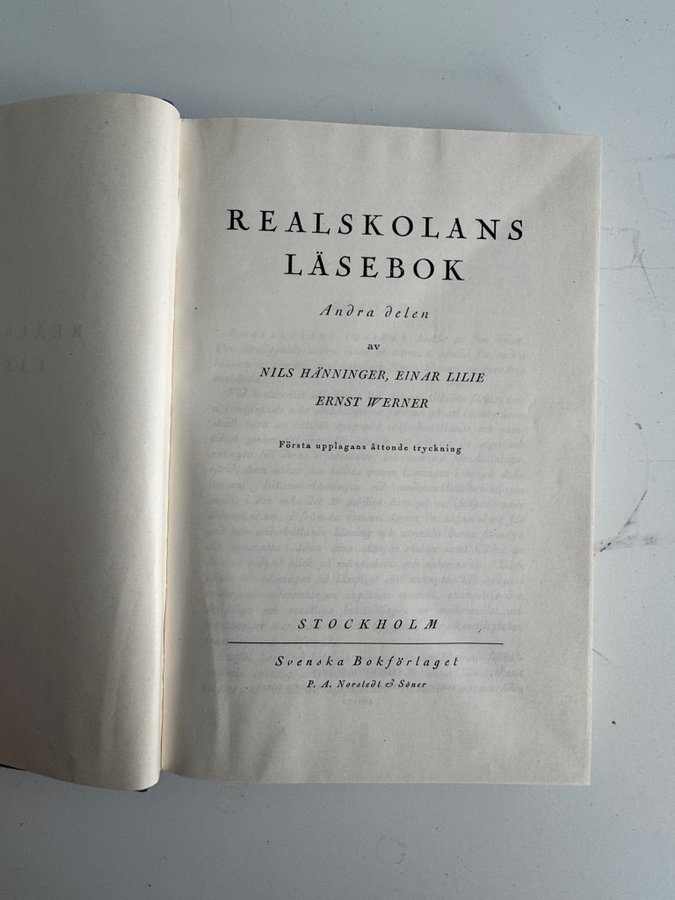 REALSKOLANS
LÄSEBOK
Andra delen
av
NILS HÄNNINGER, EINAR LILIE
ERNST WERNER
Första upplagans åttonde tryckning
STOCKHOLM
Svenska Bokförlaget
P. A. Norstedt & Söner